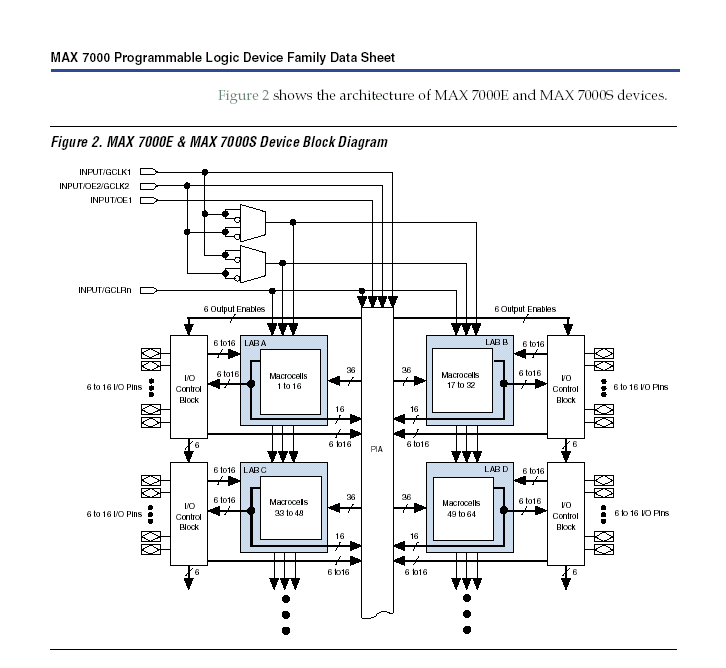 MAX 7000 Programmable Logic Device Family Data Sheet
Figure 2 shows the architecture of MAX 7000E and MAX 7000S devices.
Figure 2. MAX 7000E & MAX 7000S Device Block Diagram
INPUT/GCLK1
INPUT/OE2/GCLK2
INPUT/OE1
INPUT/GCLRn
6 Output Enables
6 Output Enables
6 to16
LAB A
LAB B
6 to16
6 to 16 I/O Pins
I/O
Control
Block
6 to16
Macrocells
1 to 16
36
36
Macrocells
17 to 32
6 to16
I/O
Control
Block
6 to 16 I/O Pins
16
16
6
6 to16
PIA
6 to16
6
6 to16
LAB C
LAB D
6 to16
6 to 16 I/O Pins
I/O
Control
Block
6 to16
Macrocells
33 to 48
36
36
Macrocells
49 to 64
6 to16
I/O
Control
Block
6 to 16 I/O Pins
16
16
6
6 to16
6 to16
6